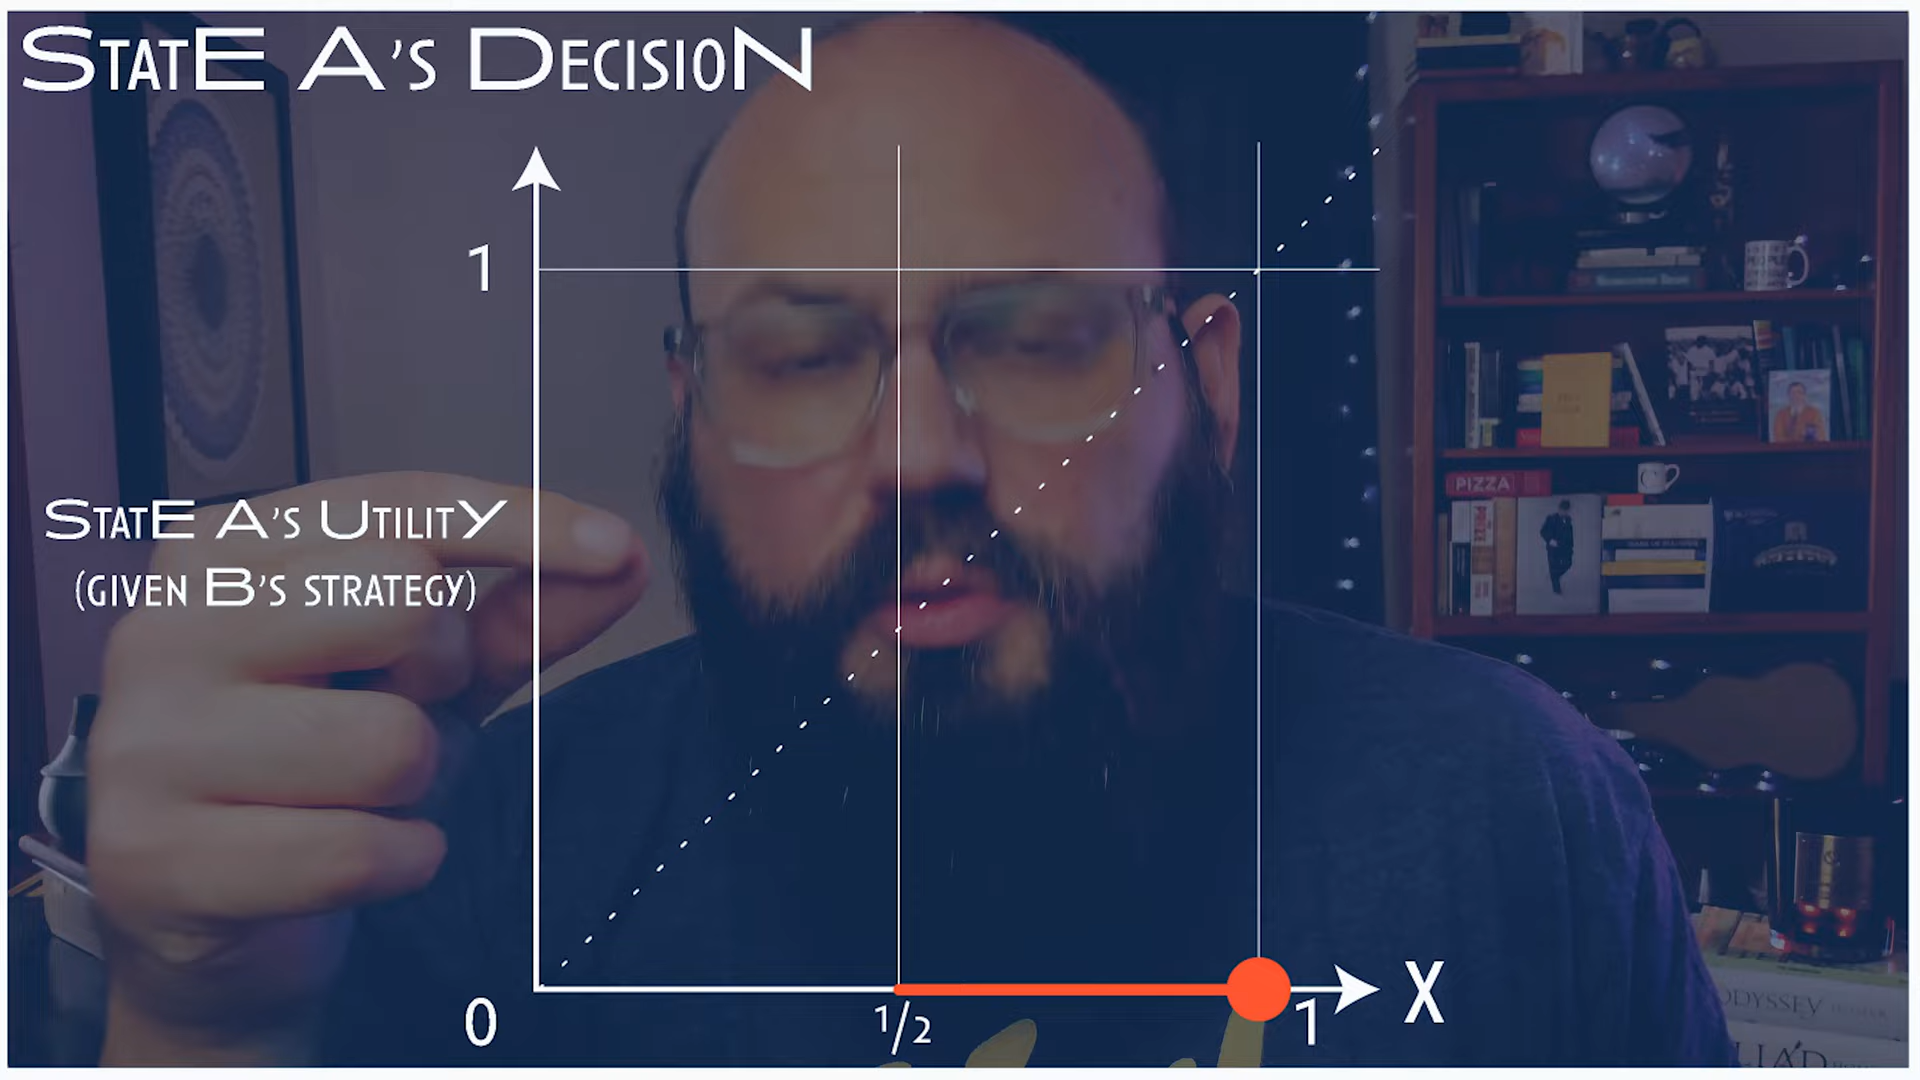 State A's Decision
1
State A's Utility
(given B's strategy)
PIZZA
0
1/2
1
X
ODYSSEY